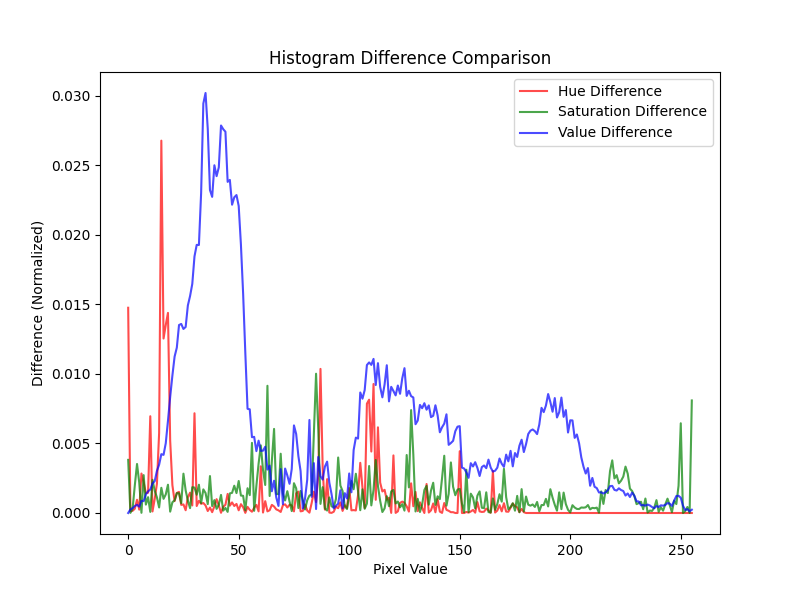 Histogram Difference Comparison
Hue Difference
Saturation Difference
Value Difference
Difference (Normalized)
0.030
0.025
0.020
0.015
0.010
0.005
0.000
0 50 100 150 200 250
Pixel Value